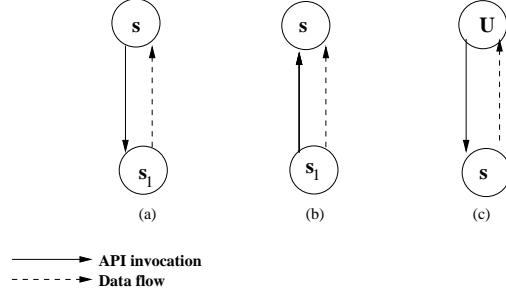 s s U
s1 s1 s
(a) (b) (c)
API invocation
Data flow